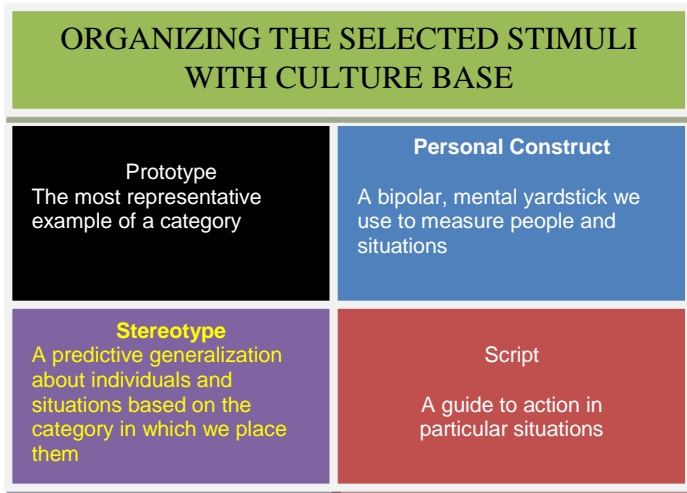 ORGANIZING THE SELECTED STIMULI
WITH CULTURE BASE
Prototype
The most representative
example of a category
Personal Construct
A bipolar, mental yardstick we
use to measure people and
situations
Stereotype
A predictive generalization
about individuals and
situations based on the
category in which we place
them
Script
A guide to action in
particular situations